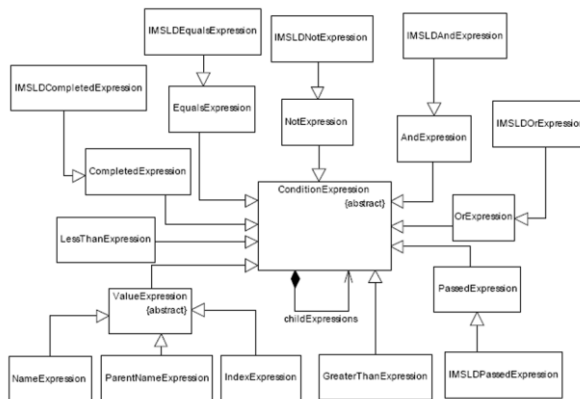 IMSLDEqualsExpression
IMSLDNotExpression
IMSLDAndExpression
IMSLDCompletedExpression
EqualsExpression
NotExpression
AndExpression
IMSLDOrExpression
CompletedExpression
ConditionExpression
{abstract}
OrExpression
LessThanExpression
PassedExpression
ValueExpression
{abstract}
childExpressions
NameExpression
ParentNameExpression
IndexExpression
GreaterThanExpression
IMSLDPassedExpression